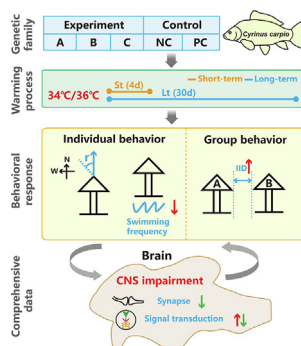 Genetic family
Experiment
Control
A
B
C
NC
PC
Cyrinus carpio
Warming process
34℃/36℃
St (4d)
Lt (30d)
Short-term
Long-term
Behavioral response
Individual behavior
Group behavior
N
W
r
Swimming
frequency
IID
A
B
Comprehensive data
Brain
CNS impairment
Synapse
Signal transduction